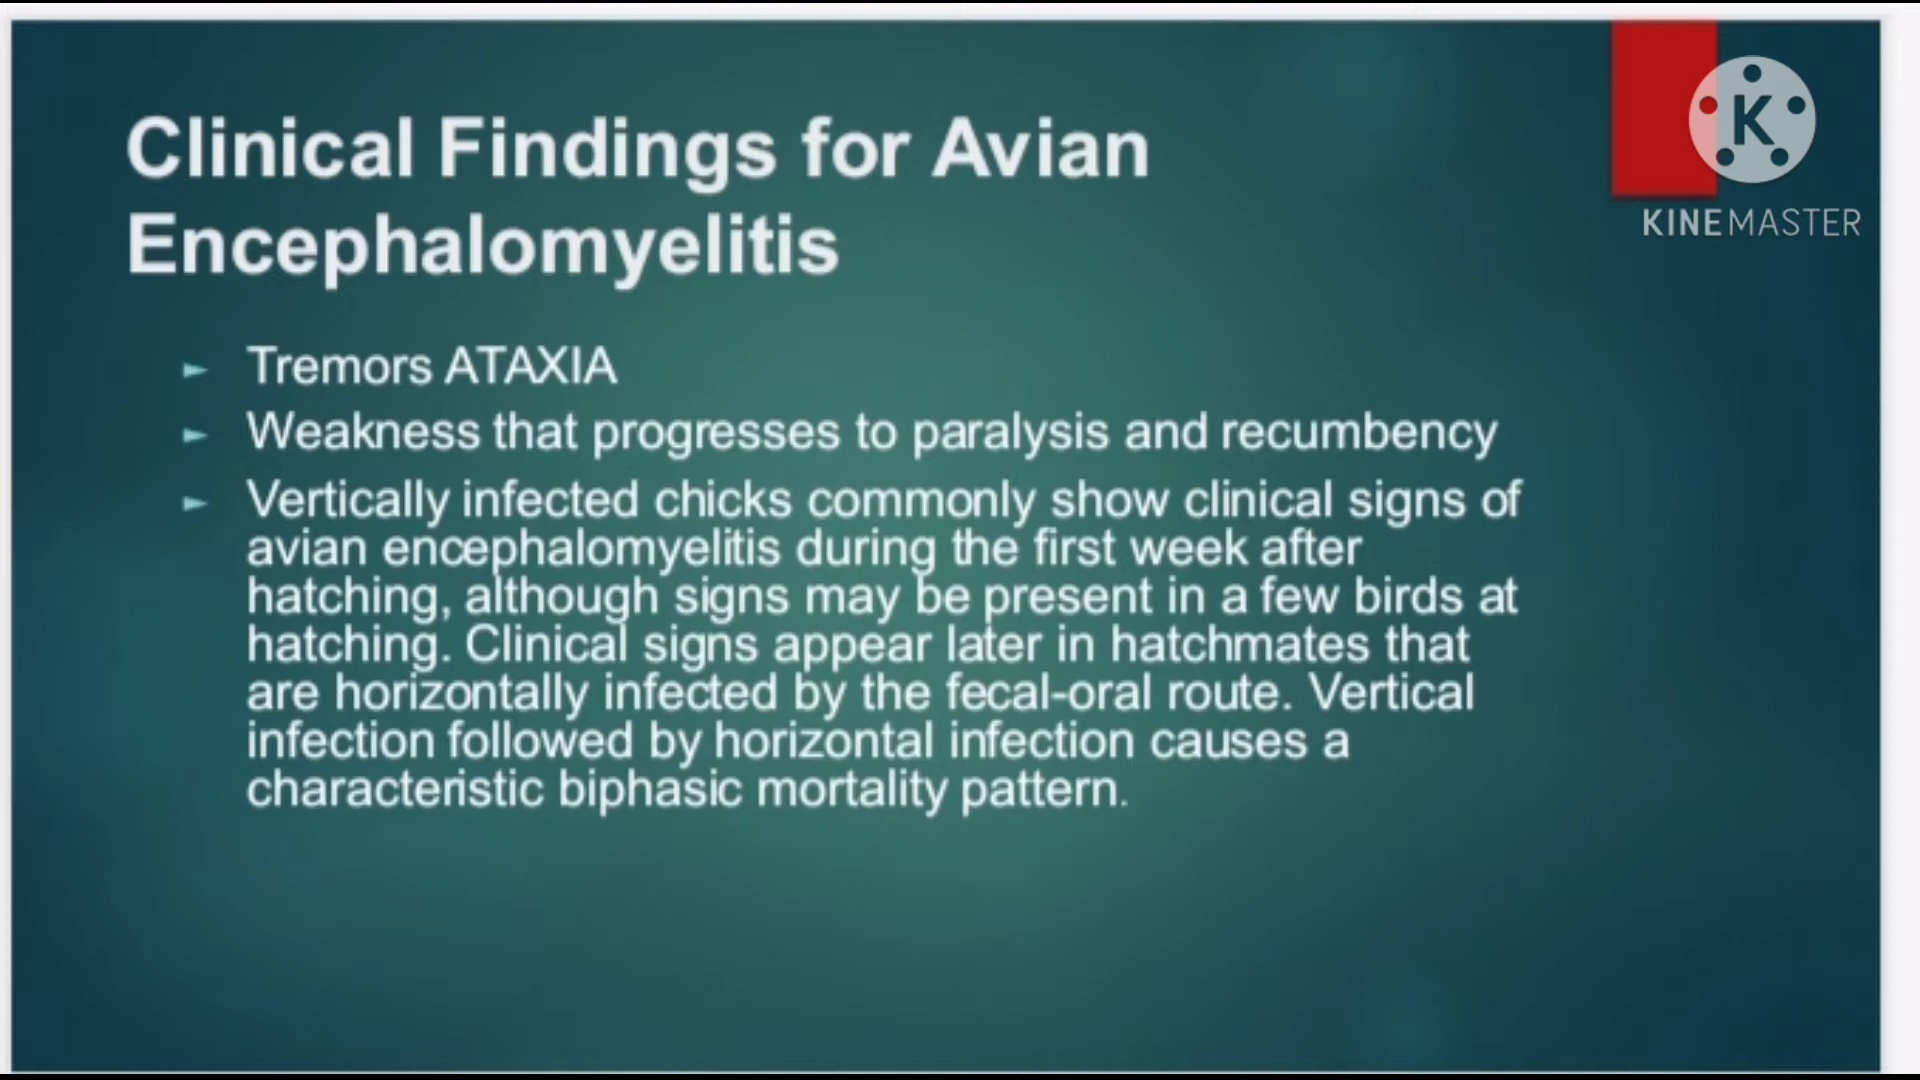 Clinical Findings for Avian
Encephalomyelitis
K
KINEMASTER
► Tremors ATAXIA
► Weakness that progresses to paralysis and recumbency
► Vertically infected chicks commonly show clinical signs of
avian encephalomyelitis during the first week after
hatching, although signs may be present in a few birds at
hatching. Clinical signs appear later in hatchmates that
are horizontally infected by the fecal-oral route. Vertical
infection followed by horizontal infection causes a
characteristic biphasic mortality pattern.